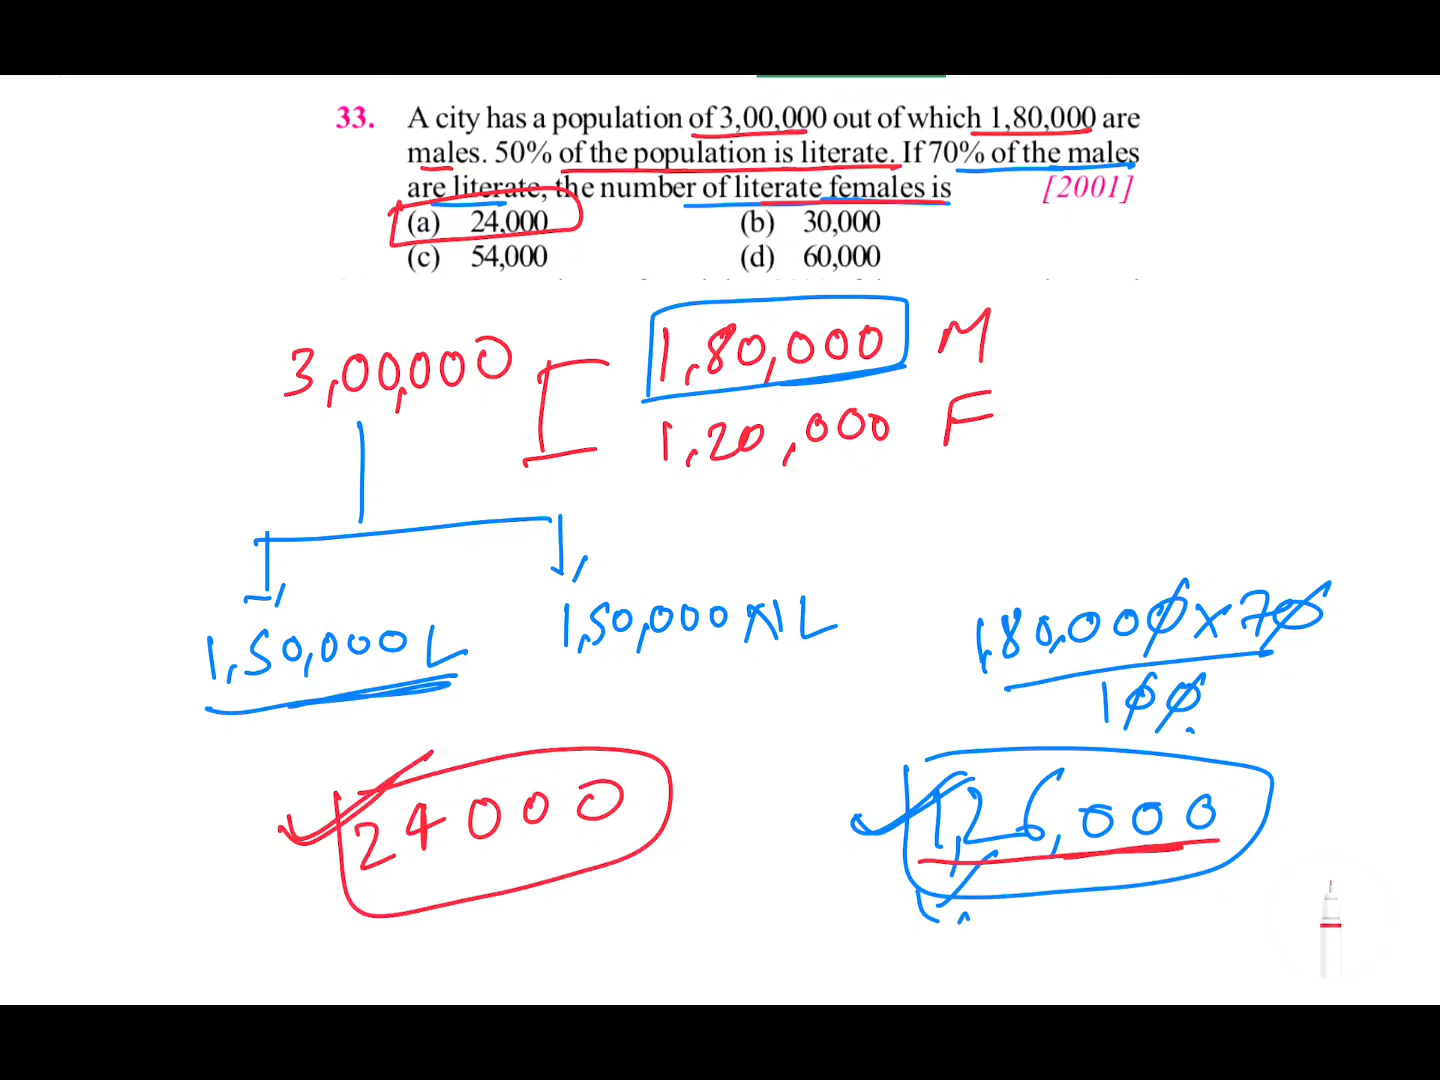 33. A city has a population of 3,00,000 out of which 1,80,000 are
males. 50% of the population is literate. If 70% of the males
are literate, the number of literate females is [2001]
(a) 24,000 (b) 30,000
(c) 54,000 (d) 60,000
3,00,000 1,80,000 M
1,20,000 F
1,50,000 L 1,50,000 NL 1,80,000 x 70
100
24000 1,26,000